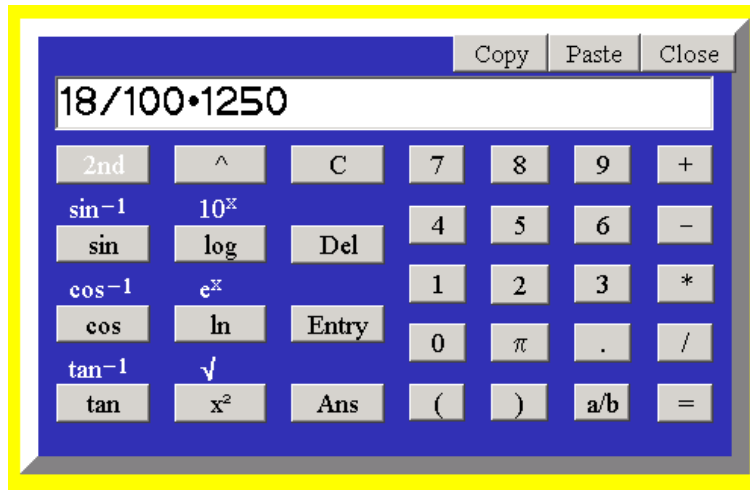 Copy Paste Close
18/100•1250
2nd ^ C 7 8 9 +
sin⁻¹ 10ˣ
sin log Del 4 5 6 −
cos⁻¹ eˣ
cos ln Entry 1 2 3 *
tan⁻¹ √
0 π . /
tan x² Ans ( ) a/b =